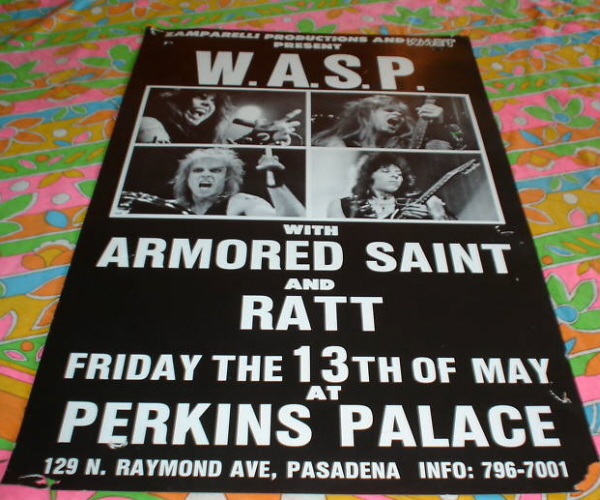 ZAMPARELLI PRODUCTIONS AND
PRESENT
W.A.S.P.
WITH
ARMORED SAINT
AND
RATT
FRIDAY THE 13TH OF MAY
AT
PERKINS PALACE
129 N. RAYMOND AVE, PASADENA INFO: 796-7001